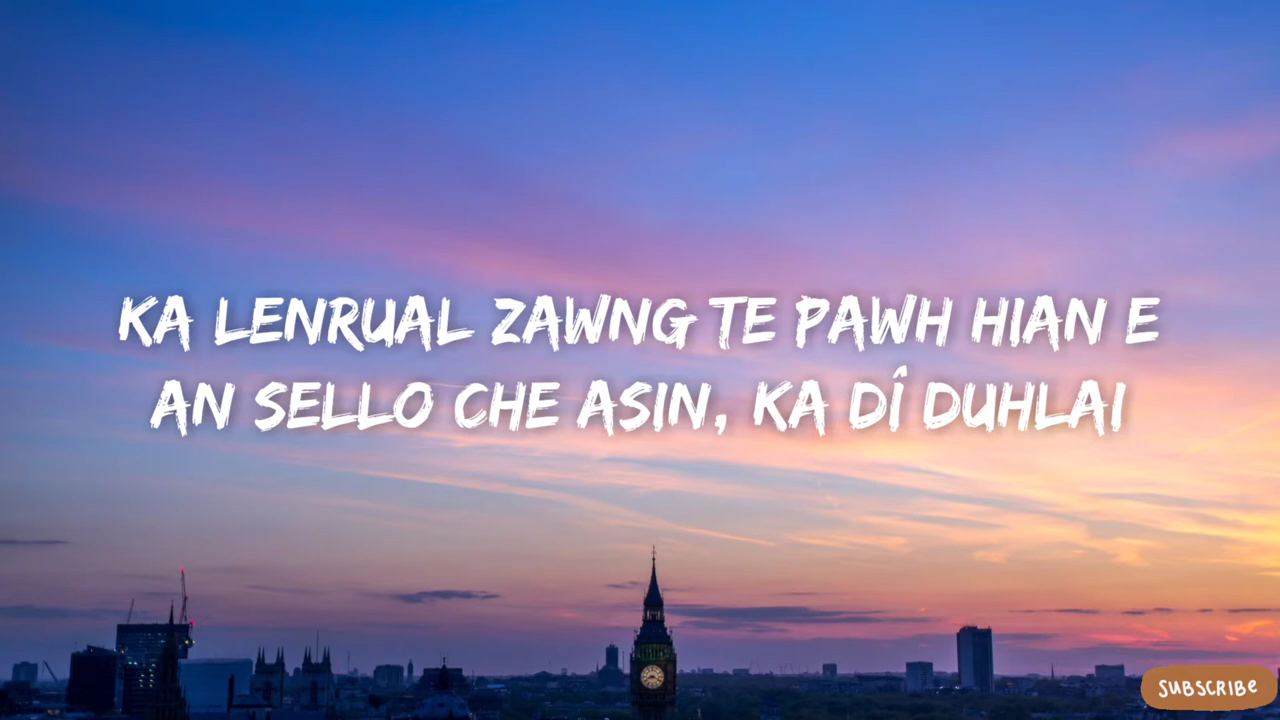 KA LENRUAL ZAWNG TE PAWH HIAN E
AN SELLO CHE ASIN, KA DÎ DUHLAI
SUBSCRIBE